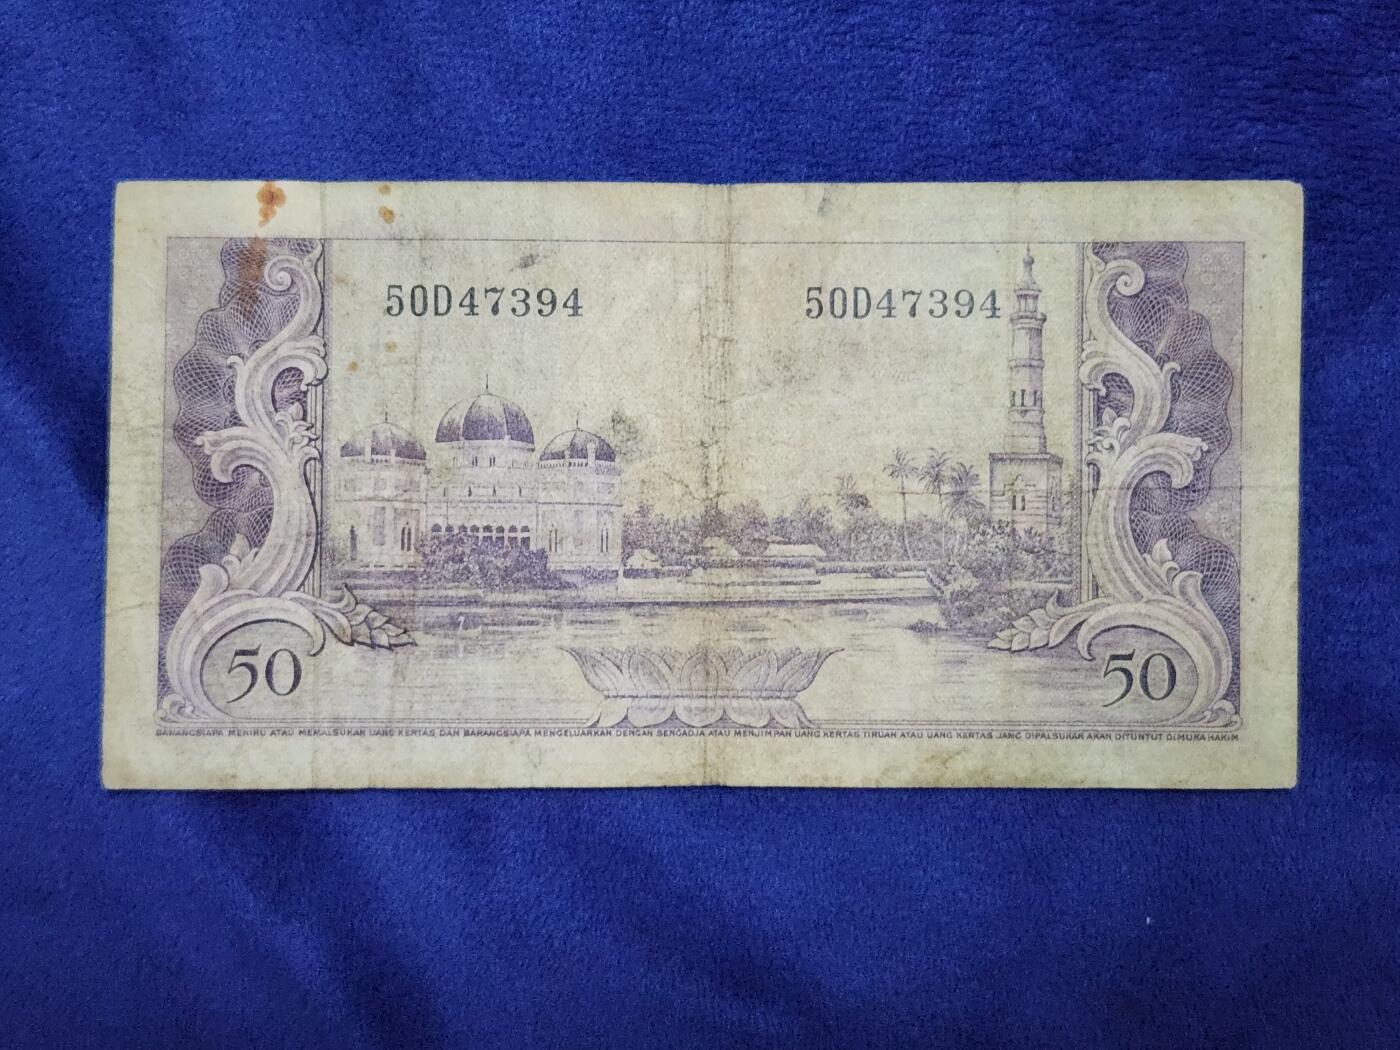 50D47394 50D47394
50 50
BARANGSIAPA MENIRU ATAU MEMALSUKAN UANG KERTAS DAN BARANGSIAPA MENGELUARKAN DENGAN SENGADJA ATAU MENJIMPAN UANG KERTAS TIRUAN ATAU UANG KERTAS JANG DIPALSUKAN AKAN DITUNTUT DIMUKA HAKIM